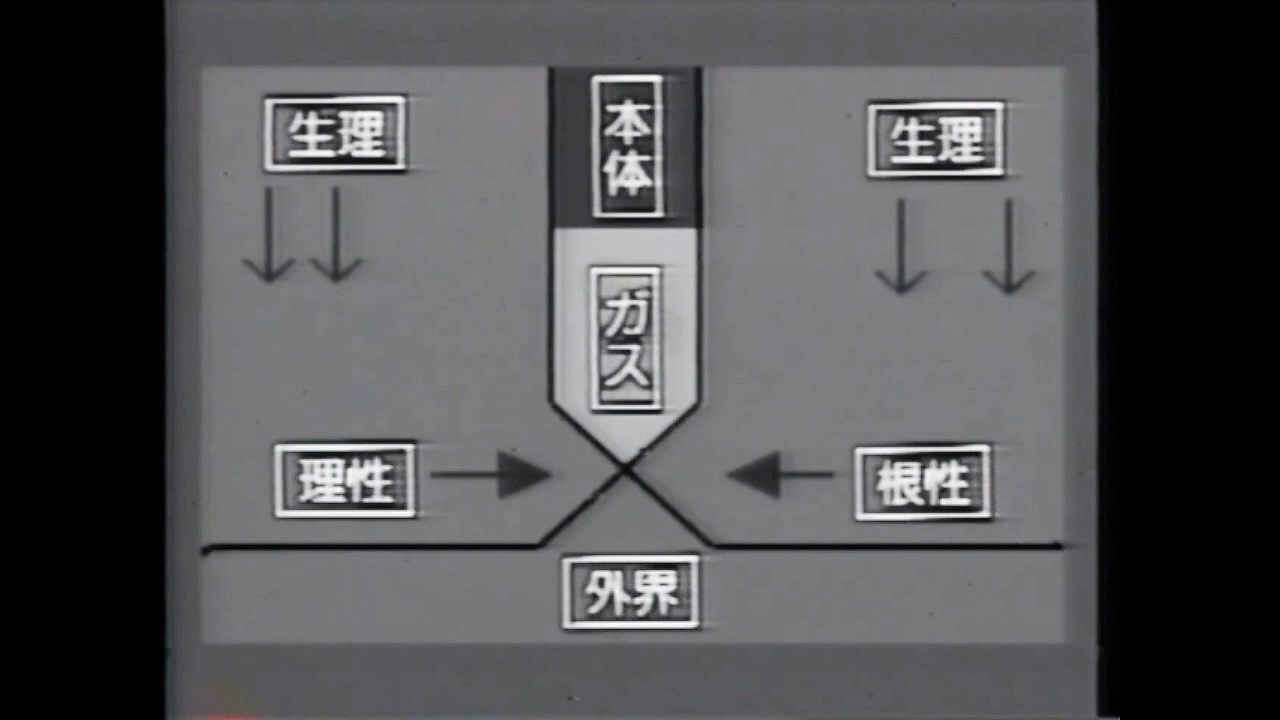 生理
本体
生理
ガス
理性
根性
外界